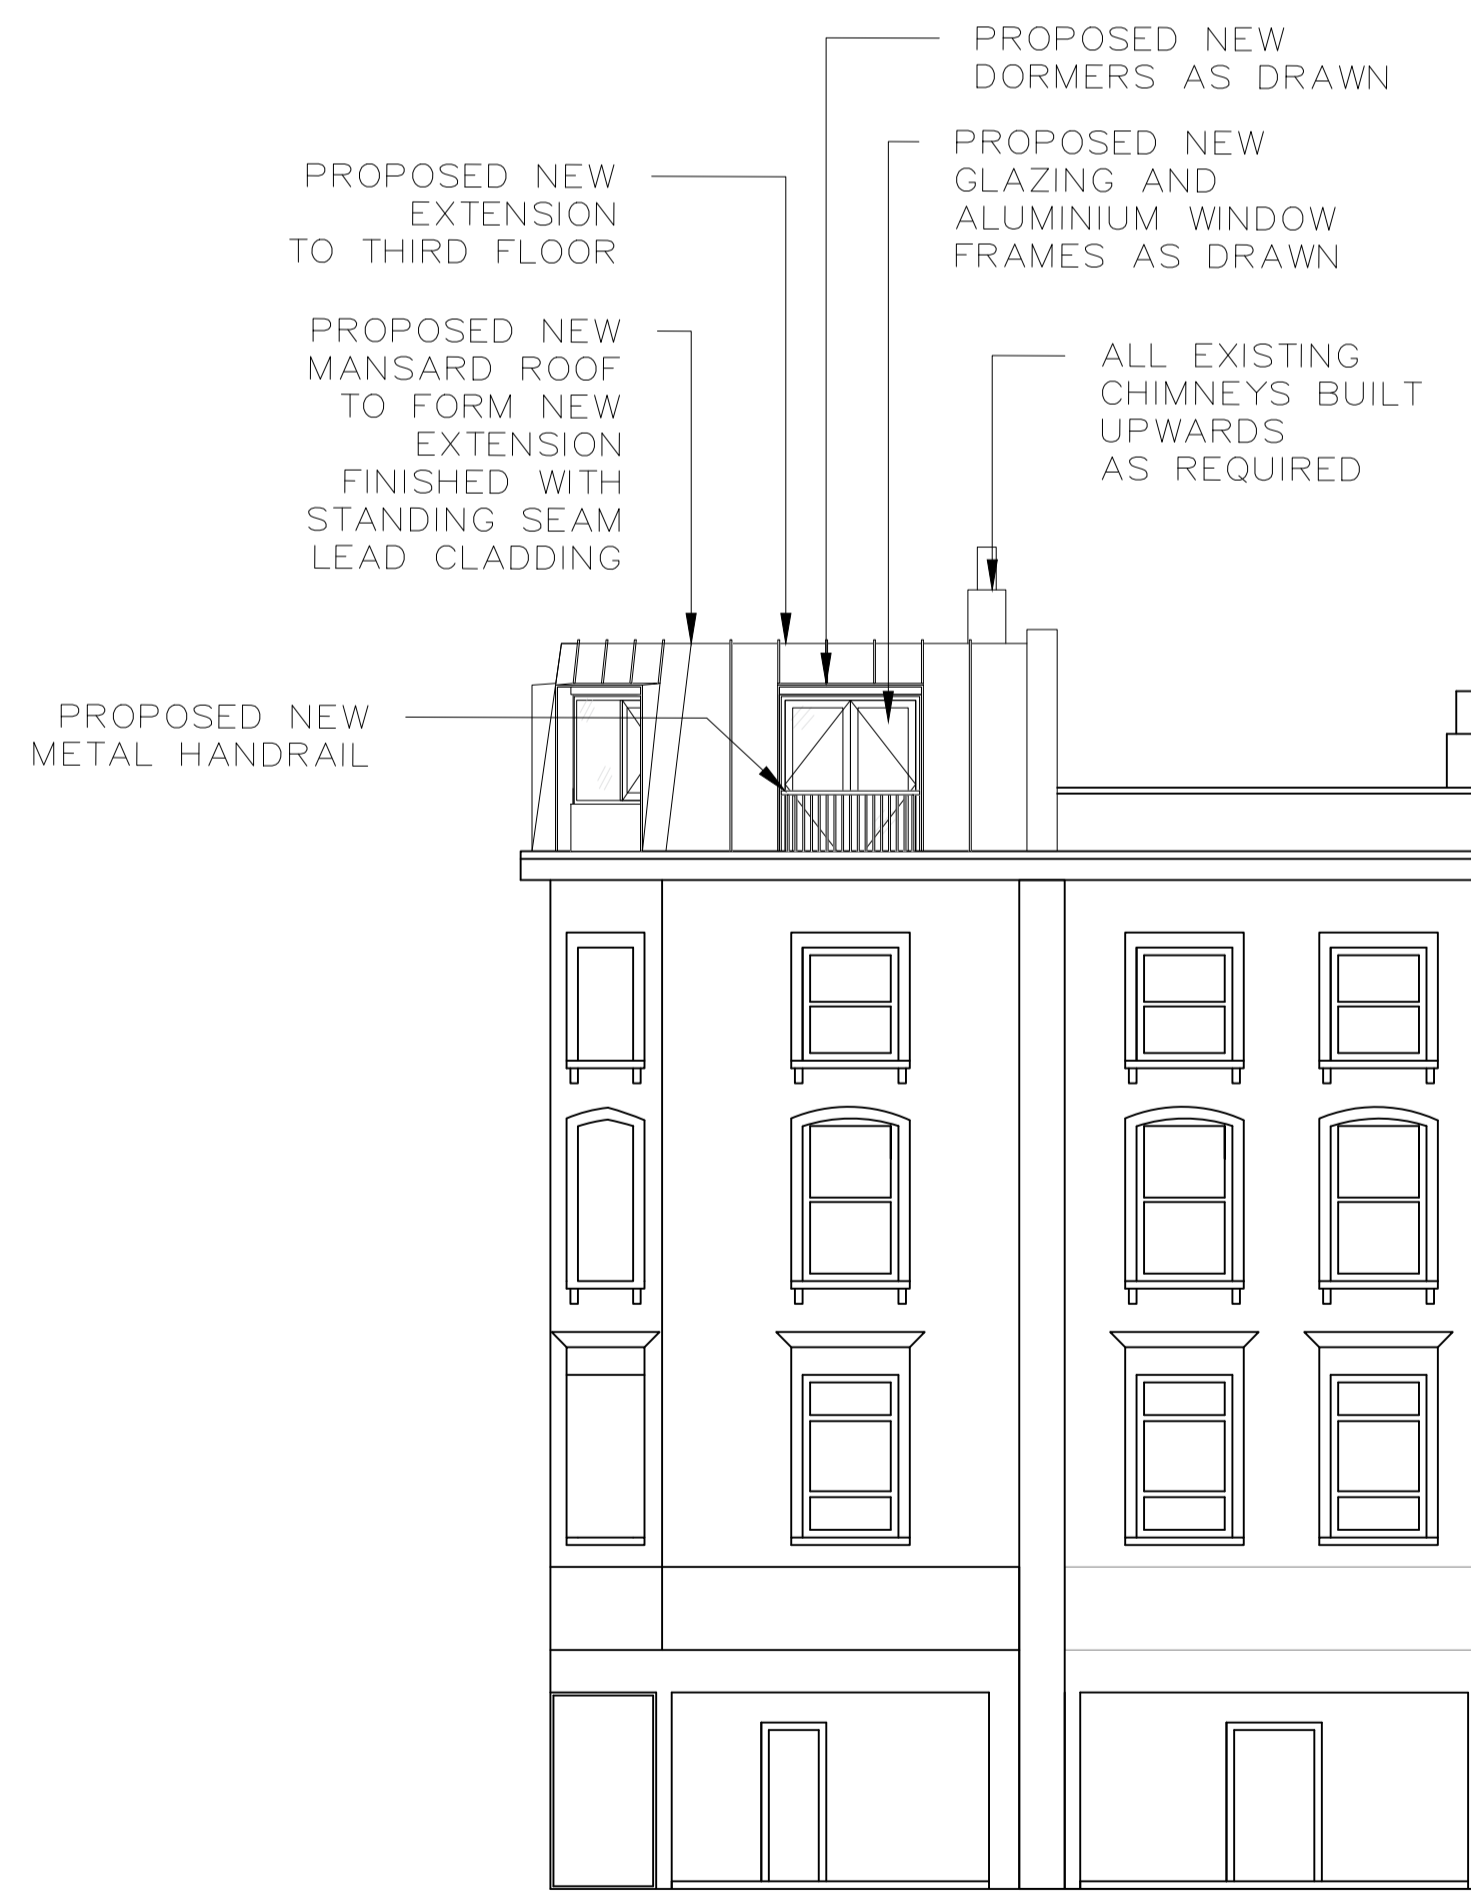 PROPOSED NEW
DORMERS AS DRAWN
PROPOSED NEW
GLAZING AND
ALUMINIUM WINDOW
FRAMES AS DRAWN
PROPOSED NEW
EXTENSION
TO THIRD FLOOR
PROPOSED NEW
MANSARD ROOF
TO FORM NEW
EXTENSION
FINISHED WITH
STANDING SEAM
LEAD CLADDING
ALL EXISTING
CHIMNEYS BUILT
UPWARDS
AS REQUIRED
PROPOSED NEW
METAL HANDRAIL